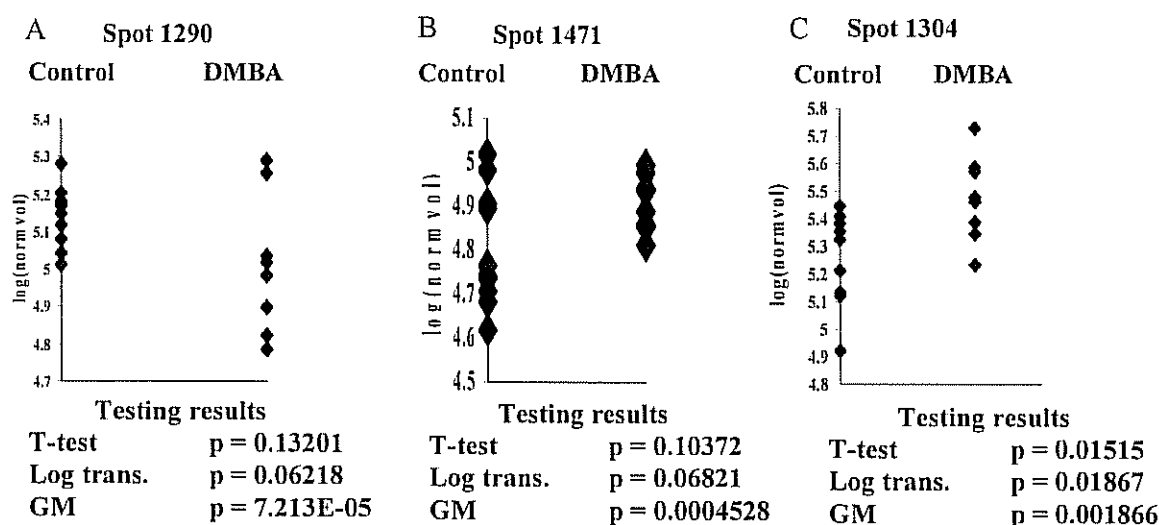 A Spot 1290
Control DMBA
log(normvol)
5.4
5.3
5.2
5.1
5
4.9
4.8
4.7
Testing results
T-test p = 0.13201
Log trans. p = 0.06218
GM p = 7.213E-05
B Spot 1471
Control DMBA
log(normvol)
5.1
5
4.9
4.8
4.7
4.6
4.5
Testing results
T-test p = 0.10372
Log trans. p = 0.06821
GM p = 0.0004528
C Spot 1304
Control DMBA
log(normvol)
5.8
5.7
5.6
5.5
5.4
5.3
5.2
5.1
5
4.9
4.8
Testing results
T-test p = 0.01515
Log trans. p = 0.01867
GM p = 0.001866